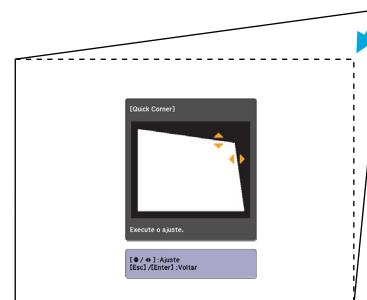 [Quick Corner]
Execute o ajuste.
[ / ] :Ajuste
[Esc] /[Enter] :Voltar